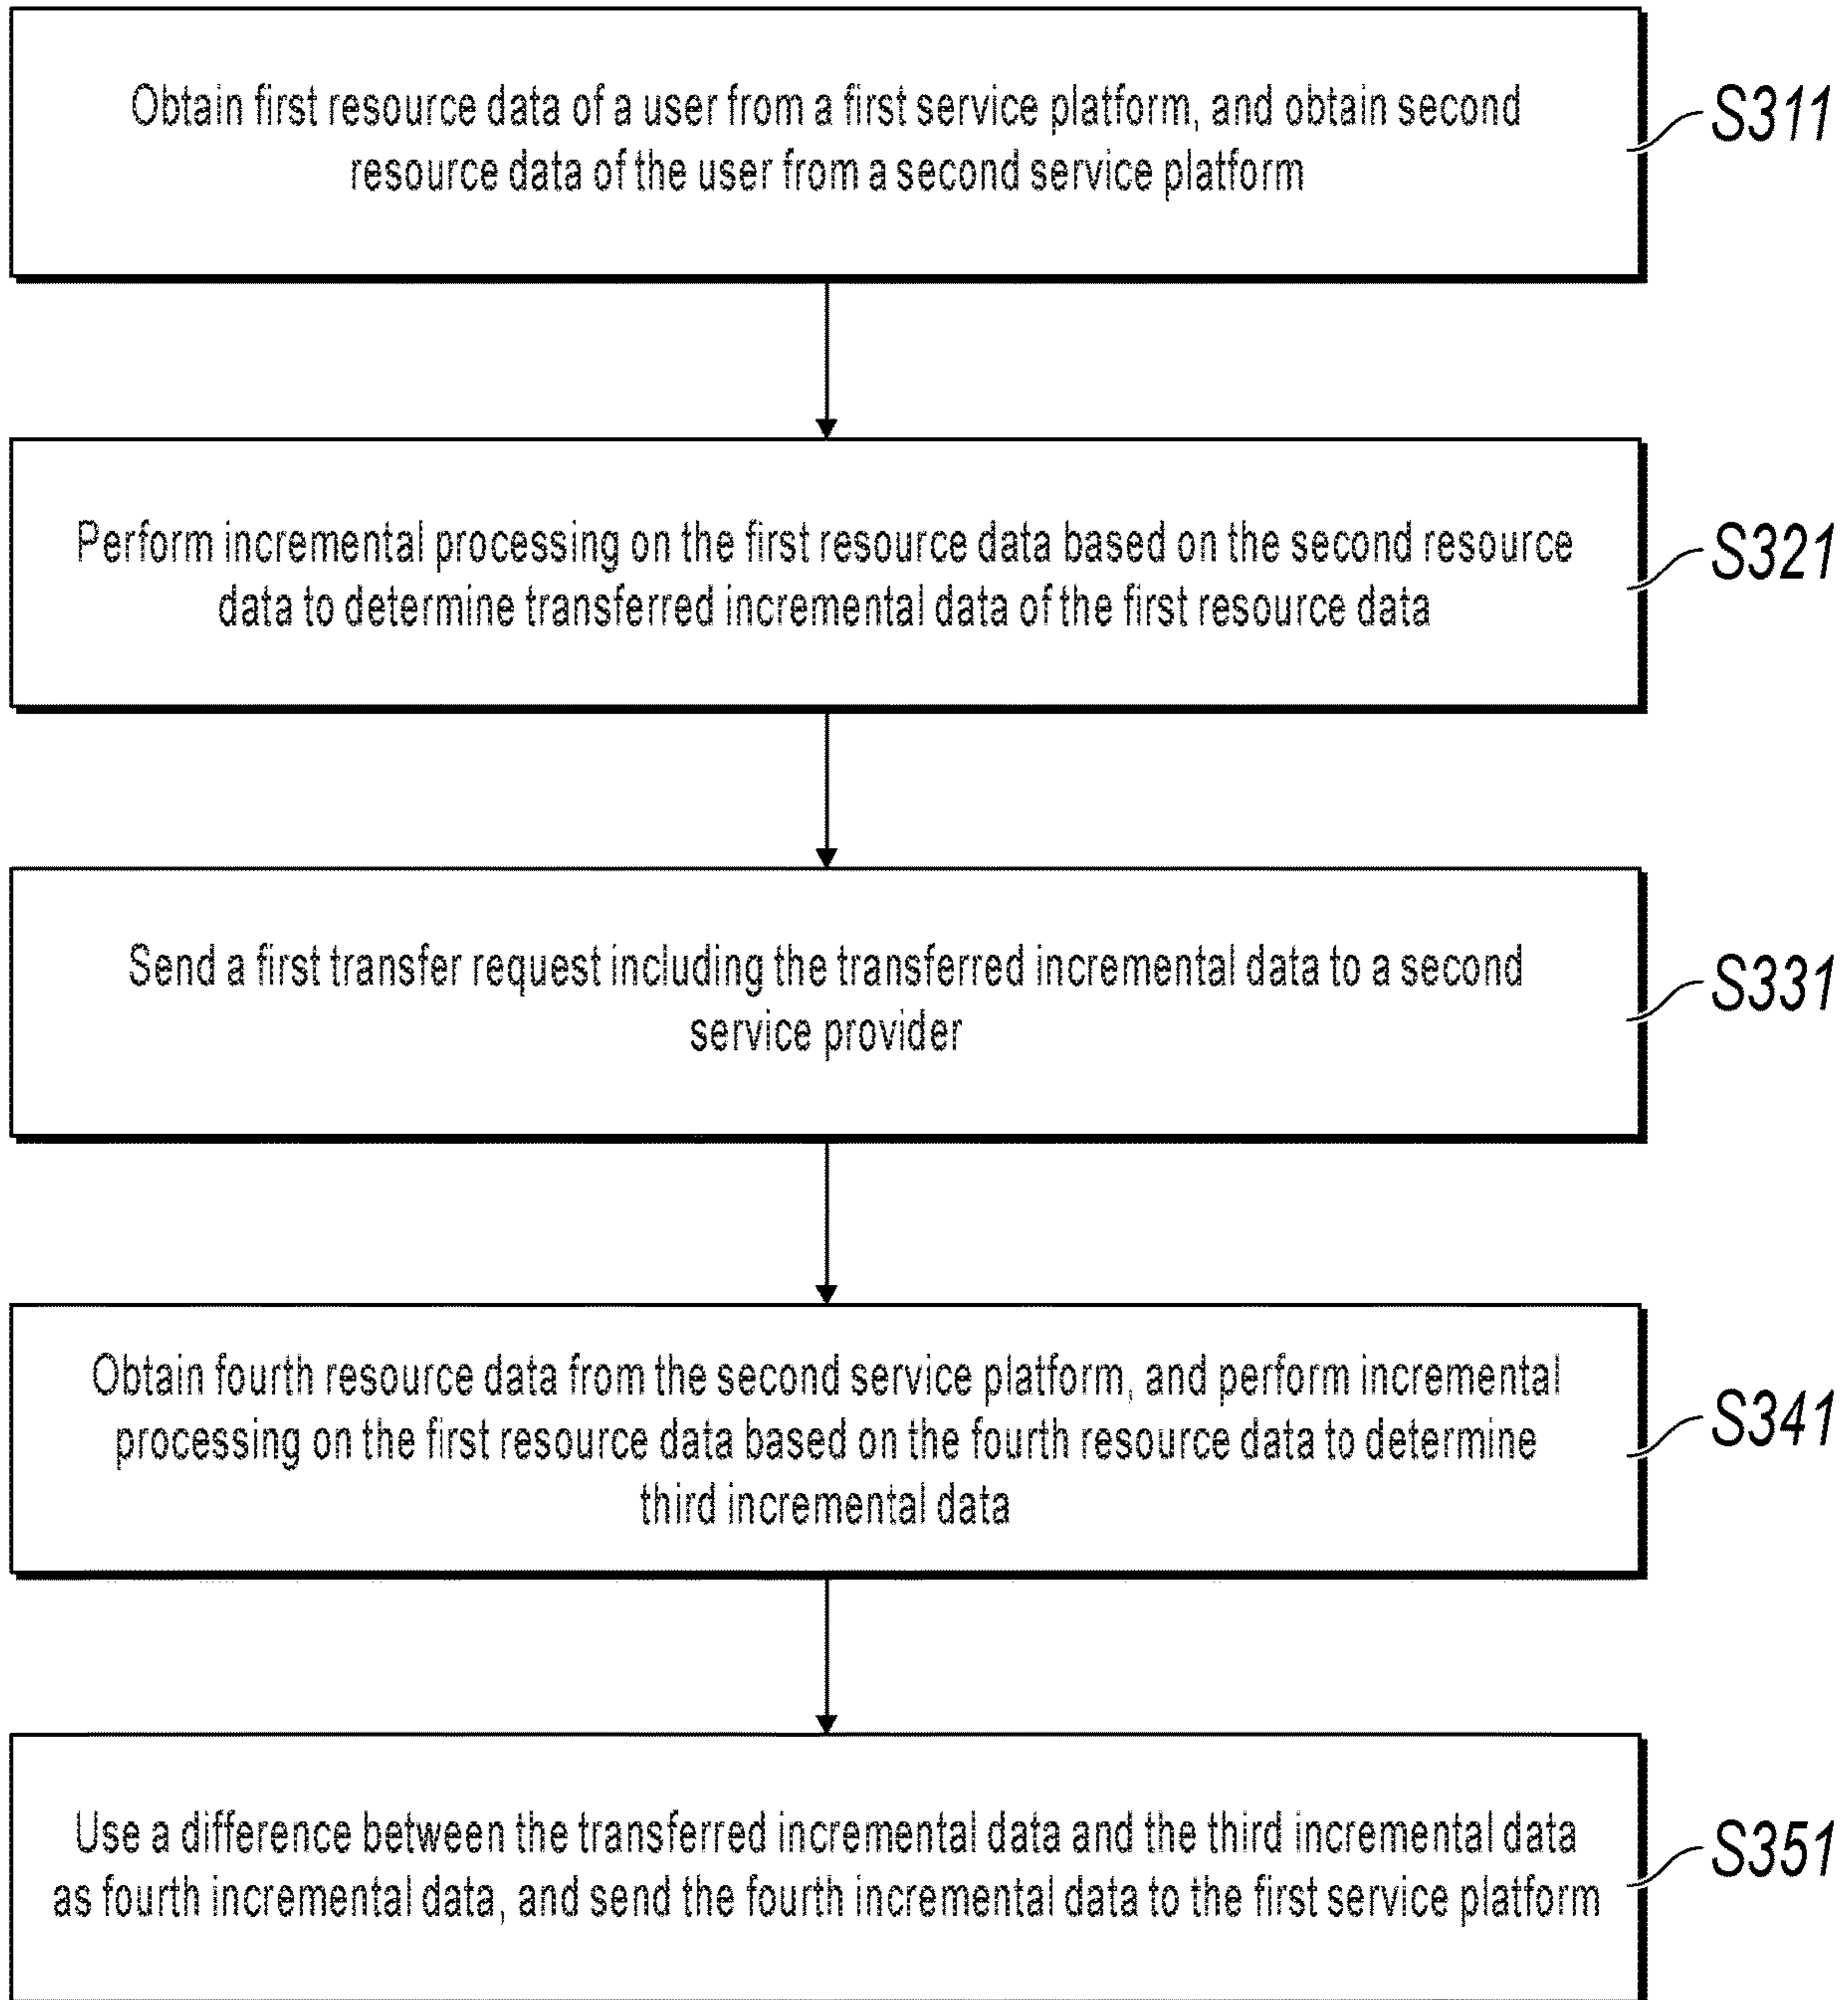 Obtain first resource data of a user from a first service platform, and obtain second
resource data of the user from a second service platform
S311
Perform incremental processing on the first resource data based on the second resource
data to determine transferred incremental data of the first resource data
S321
Send a first transfer request including the transferred incremental data to a second
service provider
S331
Obtain fourth resource data from the second service platform, and perform incremental
processing on the first resource data based on the fourth resource data to determine
third incremental data
S341
Use a difference between the transferred incremental data and the third incremental data
as fourth incremental data, and send the fourth incremental data to the first service platform
S351